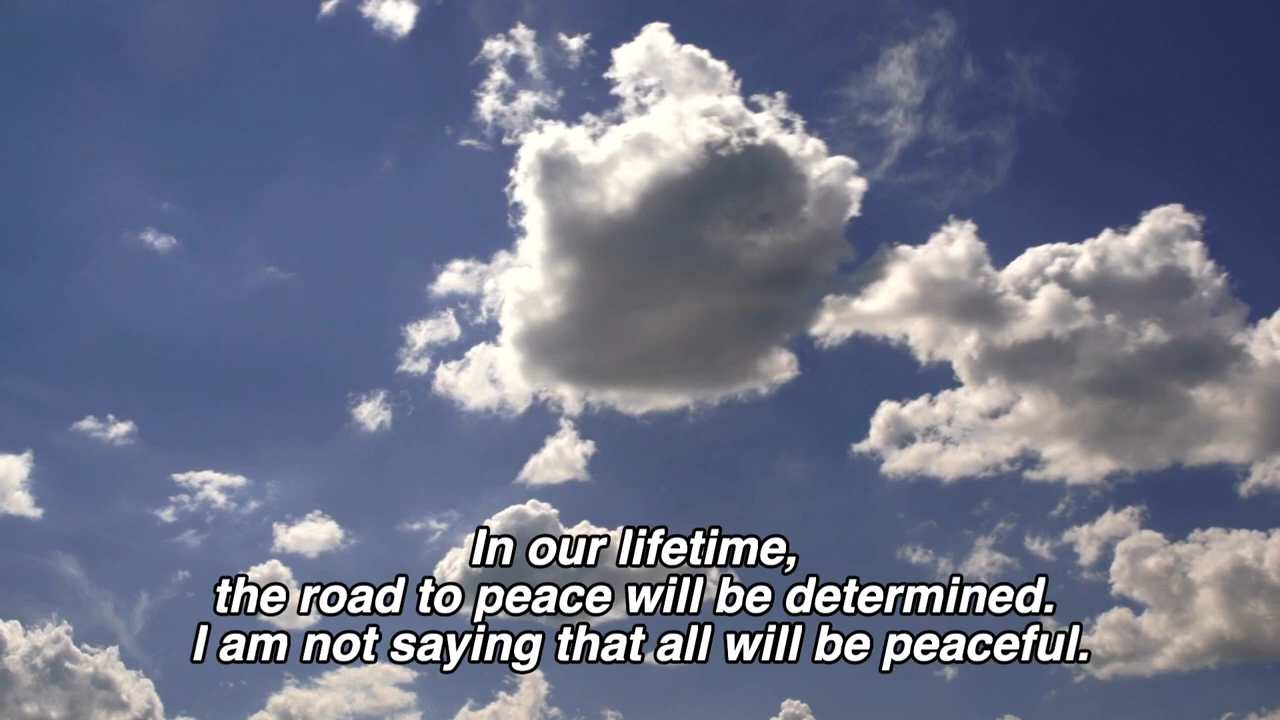 In our lifetime,
the road to peace will be determined.
I am not saying that all will be peaceful.